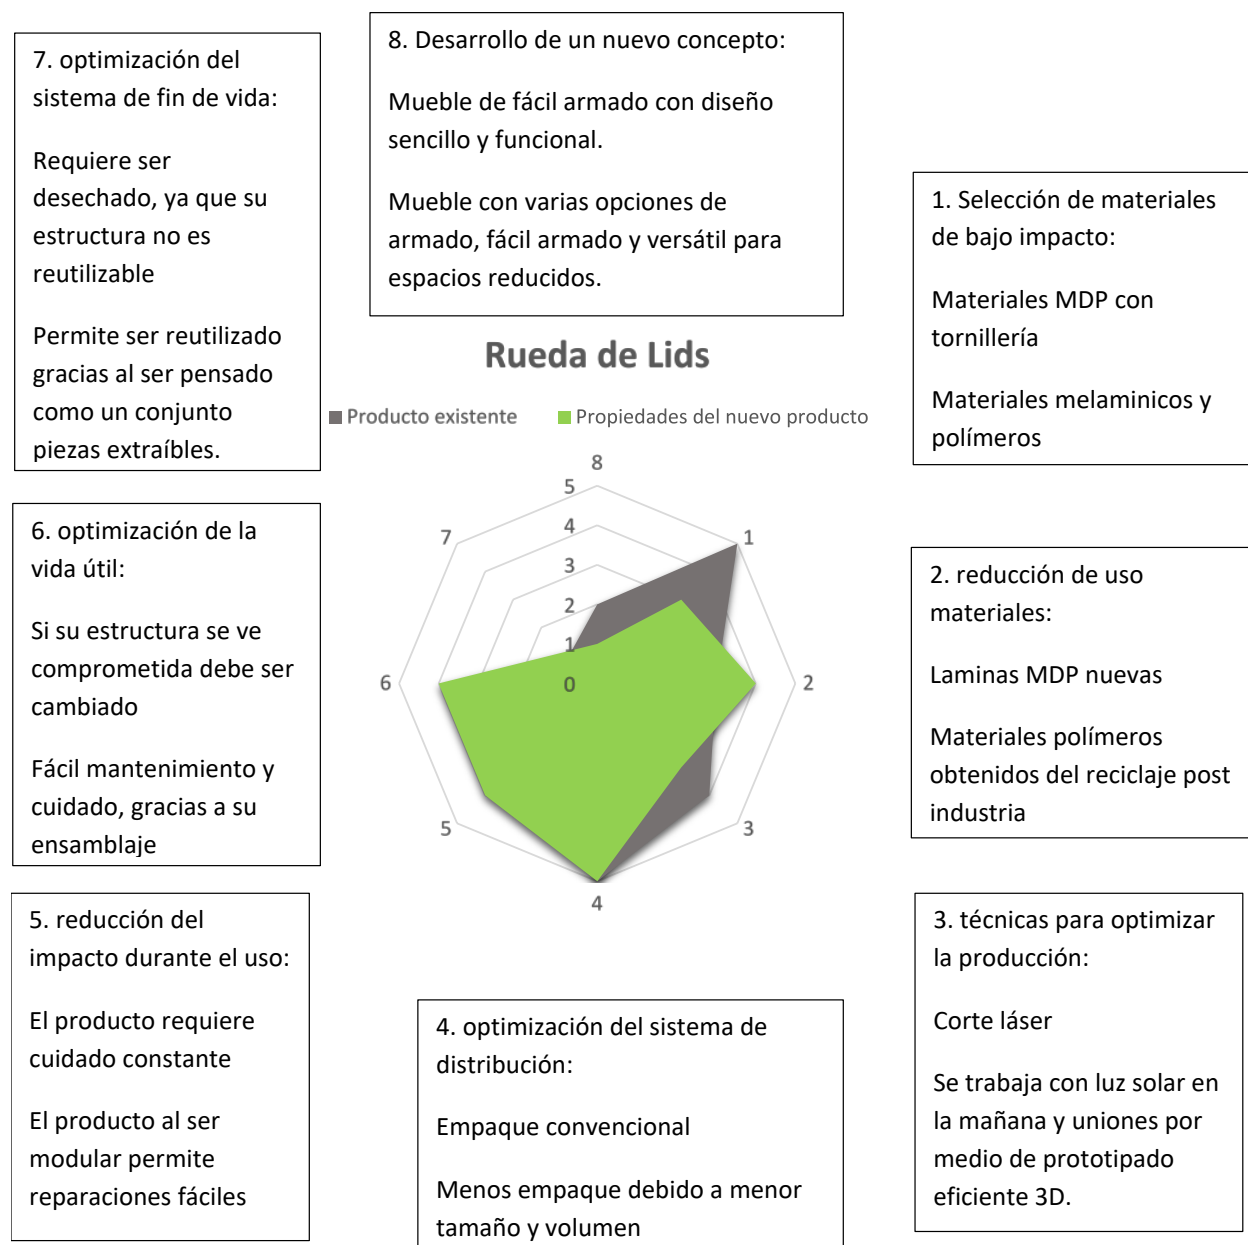 7. optimización del
sistema de fin de vida:
Requiere ser
desechado, ya que su
estructura no es
reutilizable
Permite ser reutilizado
gracias al ser pensado
como un conjunto
piezas extraíbles.
8. Desarrollo de un nuevo concepto:
Mueble de fácil armado con diseño
sencillo y funcional.
Mueble con varias opciones de
armado, fácil armado y versátil para
espacios reducidos.
1. Selección de materiales
de bajo impacto:
Materiales MDP con
tornillería
Materiales melaminicos y
polímeros
Rueda de Lids
Producto existente
Propiedades del nuevo producto
8
1
2
3
4
5
6
7
5
4
3
2
1
0
6. optimización de la
vida útil:
Si su estructura se ve
comprometida debe ser
cambiado
Fácil mantenimiento y
cuidado, gracias a su
ensamblaje
2. reducción de uso
materiales:
Laminas MDP nuevas
Materiales polímeros
obtenidos del reciclaje post
industria
5. reducción del
impacto durante el uso:
El producto requiere
cuidado constante
El producto al ser
modular permite
reparaciones fáciles
4. optimización del sistema de
distribución:
Empaque convencional
Menos empaque debido a menor
tamaño y volumen
3. técnicas para optimizar
la producción:
Corte láser
Se trabaja con luz solar en
la mañana y uniones por
medio de prototipado
eficiente 3D.